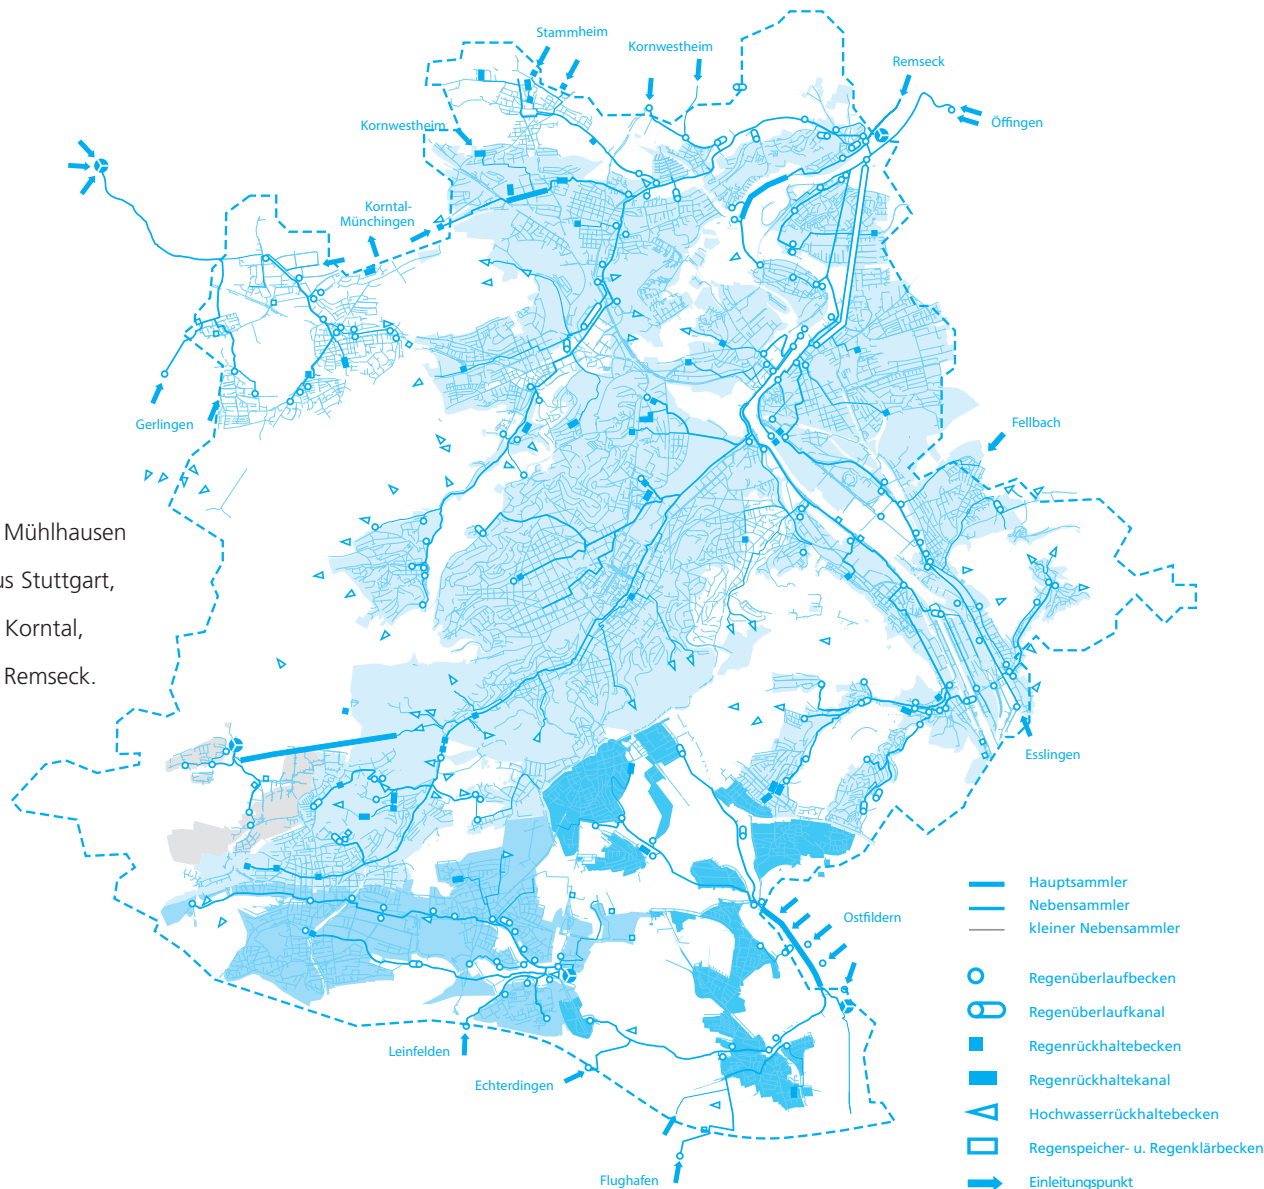 Stammheim
Kornwestheim
Remseck
Öffingen
Kornwestheim
Korntal-
Münchingen
Gerlingen
Fellbach
Mühlhausen
us Stuttgart,
Korntal,
Remseck.
Esslingen
Ostfildern
Leinfelden
Echterdingen
Flughafen
Hauptsammler
Nebensammler
kleiner Nebensammler
Regenüberlaufbecken
Regenüberlaufkanal
Regenrückhaltebecken
Regenrückhaltekanal
Hochwasserrückhaltebecken
Regenspeicher- u. Regenklärbecken
Einleitungspunkt